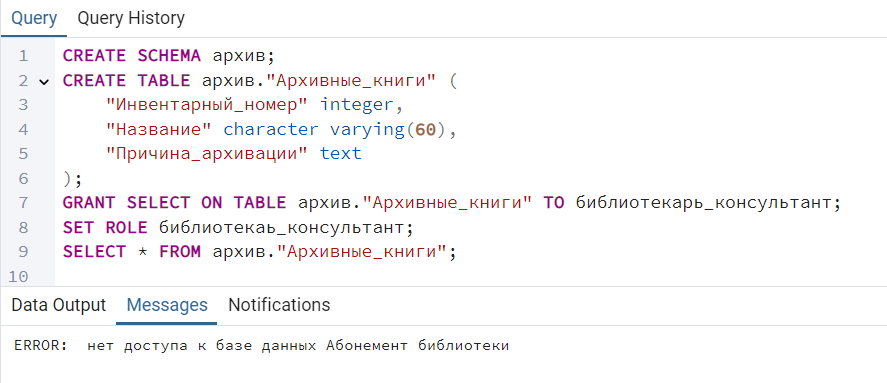 Query Query History
1 CREATE SCHEMA архив;
2 CREATE TABLE архив."Архивные_книги" (
3 "Инвентарный_номер" integer,
4 "Название" character varying(60),
5 "Причина_архивации" text
6 );
7 GRANT SELECT ON TABLE архив."Архивные_книги" TO библиотекарь_консультант;
8 SET ROLE библиотекаь_консультант;
9 SELECT * FROM архив."Архивные_книги";
10
Data Output Messages Notifications
ERROR: нет доступа к базе данных Абонемент библиотеки